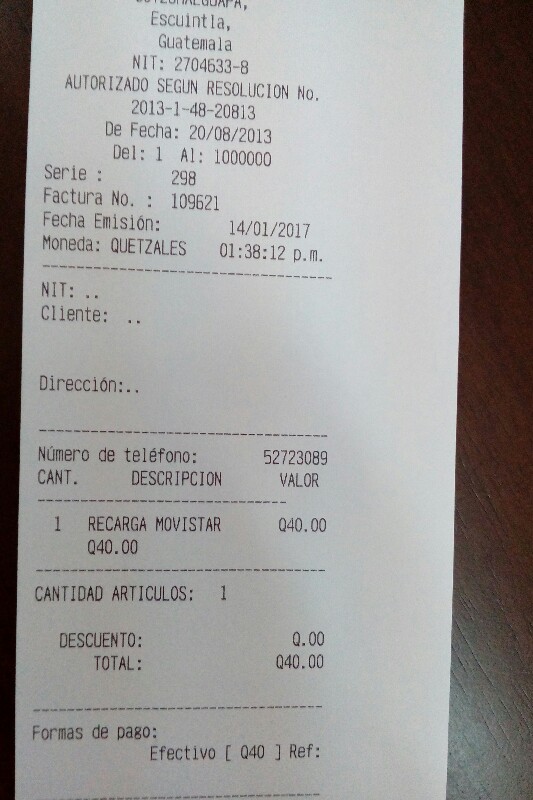 Escuintla,
Guatemala
NIT: 2704633-8
AUTORIZADO SEGUN RESOLUCION No.
2013-1-48-20813
De Fecha: 20/08/2013
Del: 1 Al: 1000000
Serie : 298
Factura No. : 109621
Fecha Emisión: 14/01/2017
Moneda: QUETZALES 01:38:12 p.m.
--------------------------------
NIT: ..
Cliente: ..
Dirección:..
--------------------------------
Número de teléfono: 52723089
CANT. DESCRIPCION VALOR
----------------------------
1 RECARGA MOVISTAR Q40.00
Q40.00
--------------------------------
CANTIDAD ARTICULOS: 1
DESCUENTO: Q.00
TOTAL: Q40.00
--------------------------------
Formas de pago:
Efectivo [ Q40 ] Ref:
--------------------------------